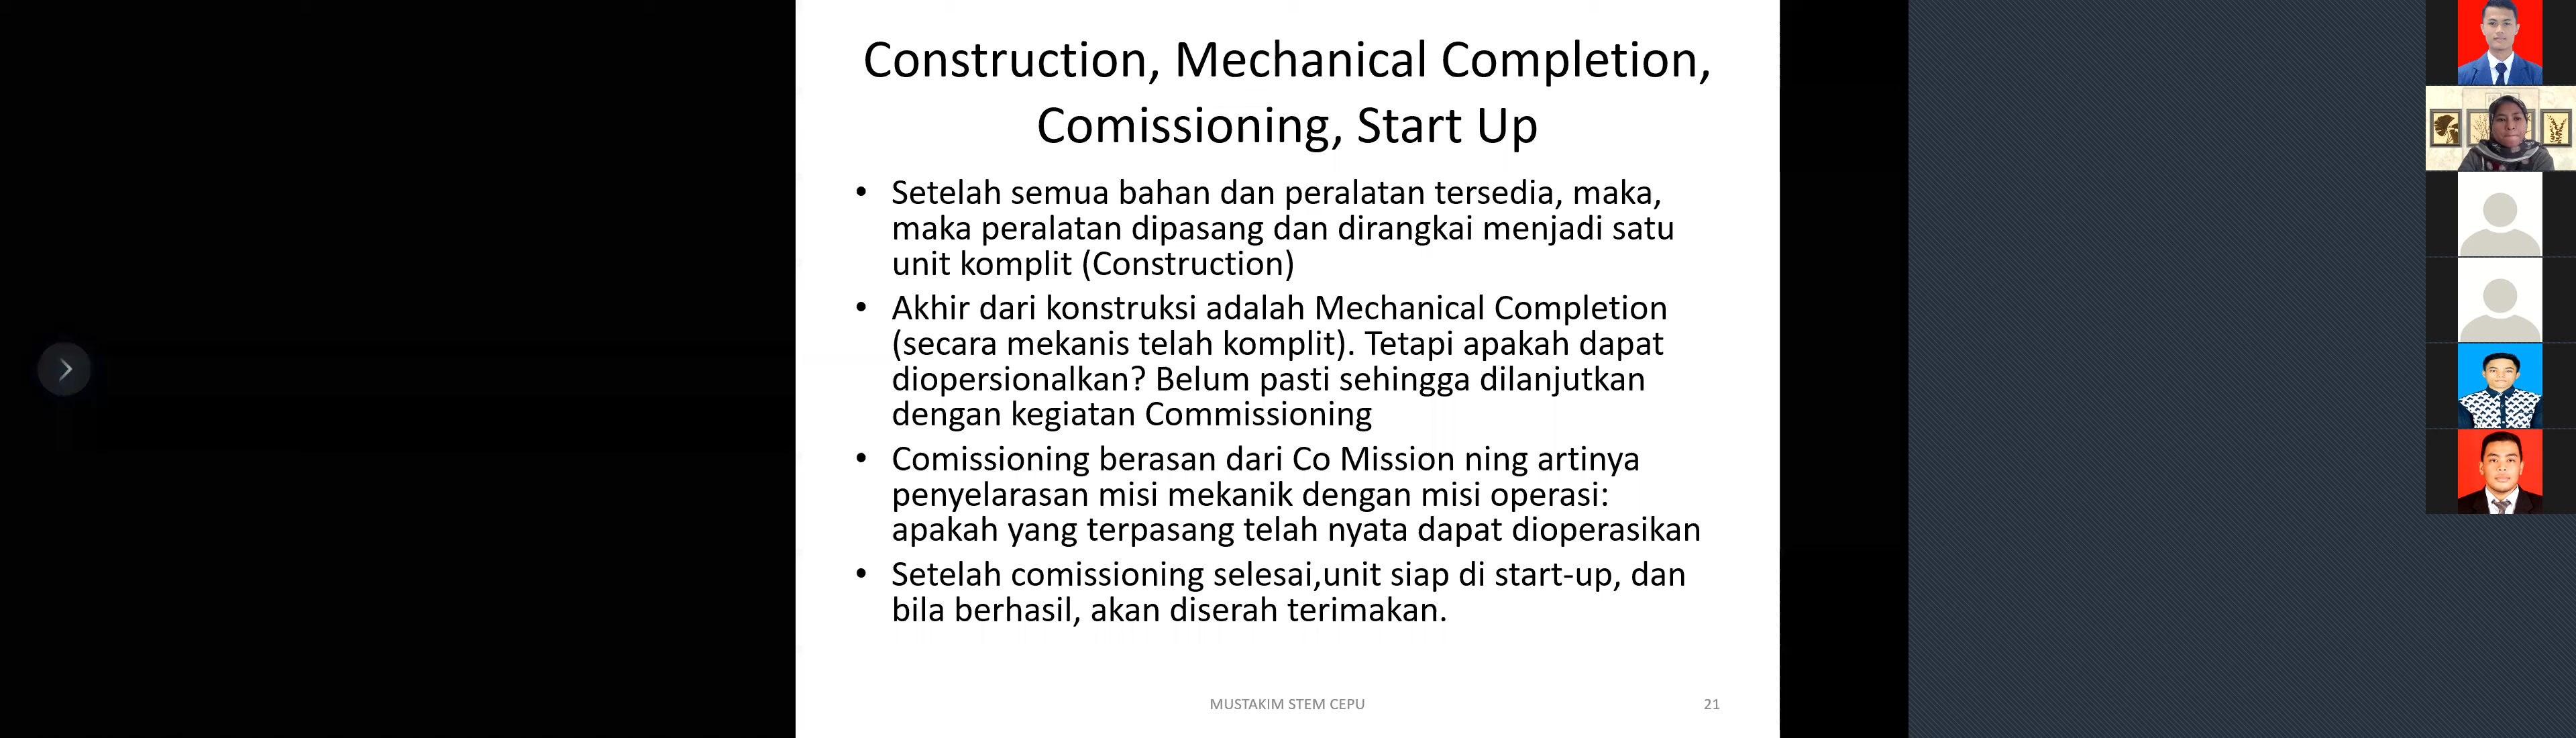 Construction, Mechanical Completion,
Comissioning, Start Up
• Setelah semua bahan dan peralatan tersedia, maka,
maka peralatan dipasang dan dirangkai menjadi satu
unit komplit (Construction)
• Akhir dari konstruksi adalah Mechanical Completion
(secara mekanis telah komplit). Tetapi apakah dapat
diopersionalkan? Belum pasti sehingga dilanjutkan
dengan kegiatan Commissioning
• Comissioning berasan dari Co Mission ning artinya
penyelarasan misi mekanik dengan misi operasi:
apakah yang terpasang telah nyata dapat dioperasikan
• Setelah comissioning selesai,unit siap di start-up, dan
bila berhasil, akan diserah terimakan.
MUSTAKIM STEM CEPU
21